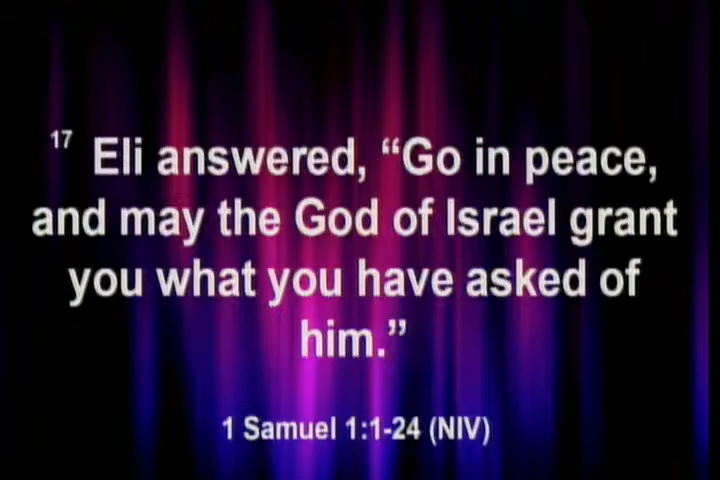 17 Eli answered, “Go in peace,
and may the God of Israel grant
you what you have asked of
him.”
1 Samuel 1:1-24 (NIV)